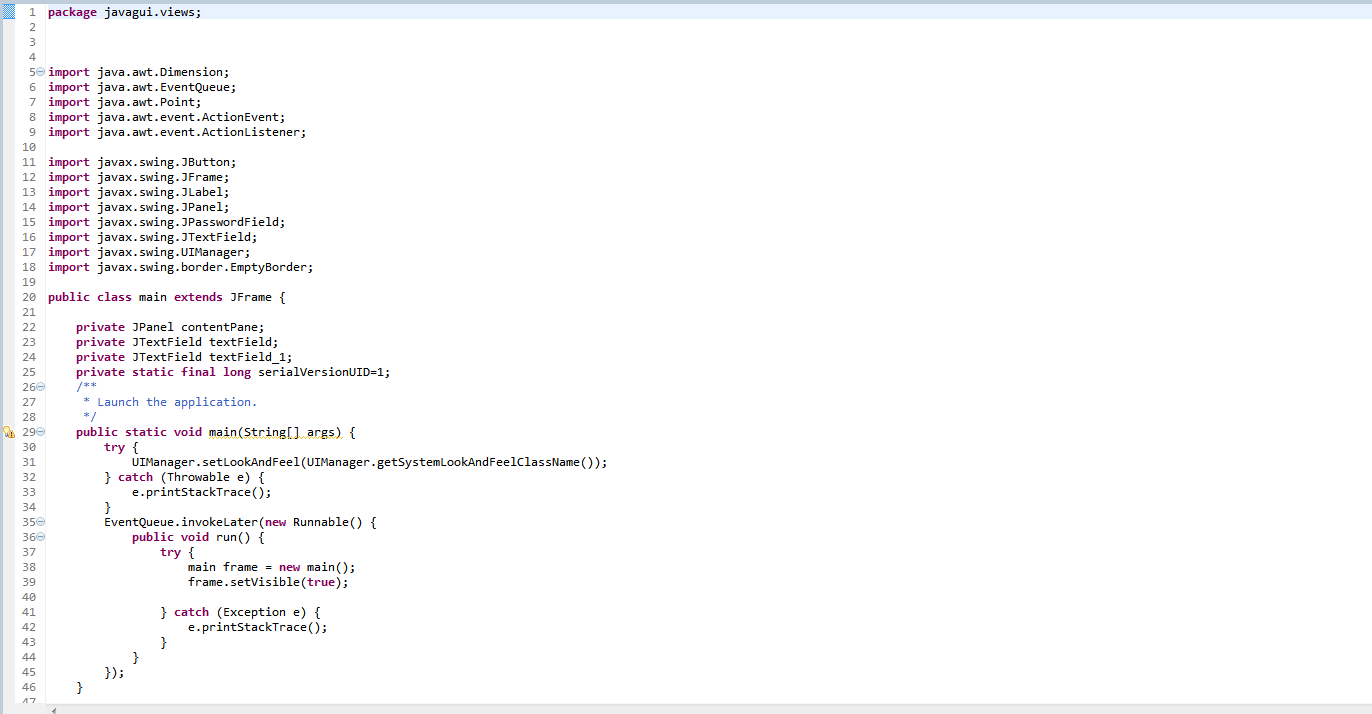 1 package javagui.views;
2
3
4
5 import java.awt.Dimension;
6 import java.awt.EventQueue;
7 import java.awt.Point;
8 import java.awt.event.ActionEvent;
9 import java.awt.event.ActionListener;
10
11 import javax.swing.JButton;
12 import javax.swing.JFrame;
13 import javax.swing.JLabel;
14 import javax.swing.JPanel;
15 import javax.swing.JPasswordField;
16 import javax.swing.JTextField;
17 import javax.swing.UIManager;
18 import javax.swing.border.EmptyBorder;
19
20 public class main extends JFrame {
21
22     private JPanel contentPane;
23     private JTextField textField;
24     private JTextField textField_1;
25     private static final long serialVersionUID=1;
26     /**
27      * Launch the application.
28      */
29     public static void main(String[] args) {
30         try {
31             UIManager.setLookAndFeel(UIManager.getSystemLookAndFeelClassName());
32         } catch (Throwable e) {
33             e.printStackTrace();
34         }
35         EventQueue.invokeLater(new Runnable() {
36             public void run() {
37                 try {
38                     main frame = new main();
39                     frame.setVisible(true);
40
41                 } catch (Exception e) {
42                     e.printStackTrace();
43                 }
44             }
45         });
46     }
47